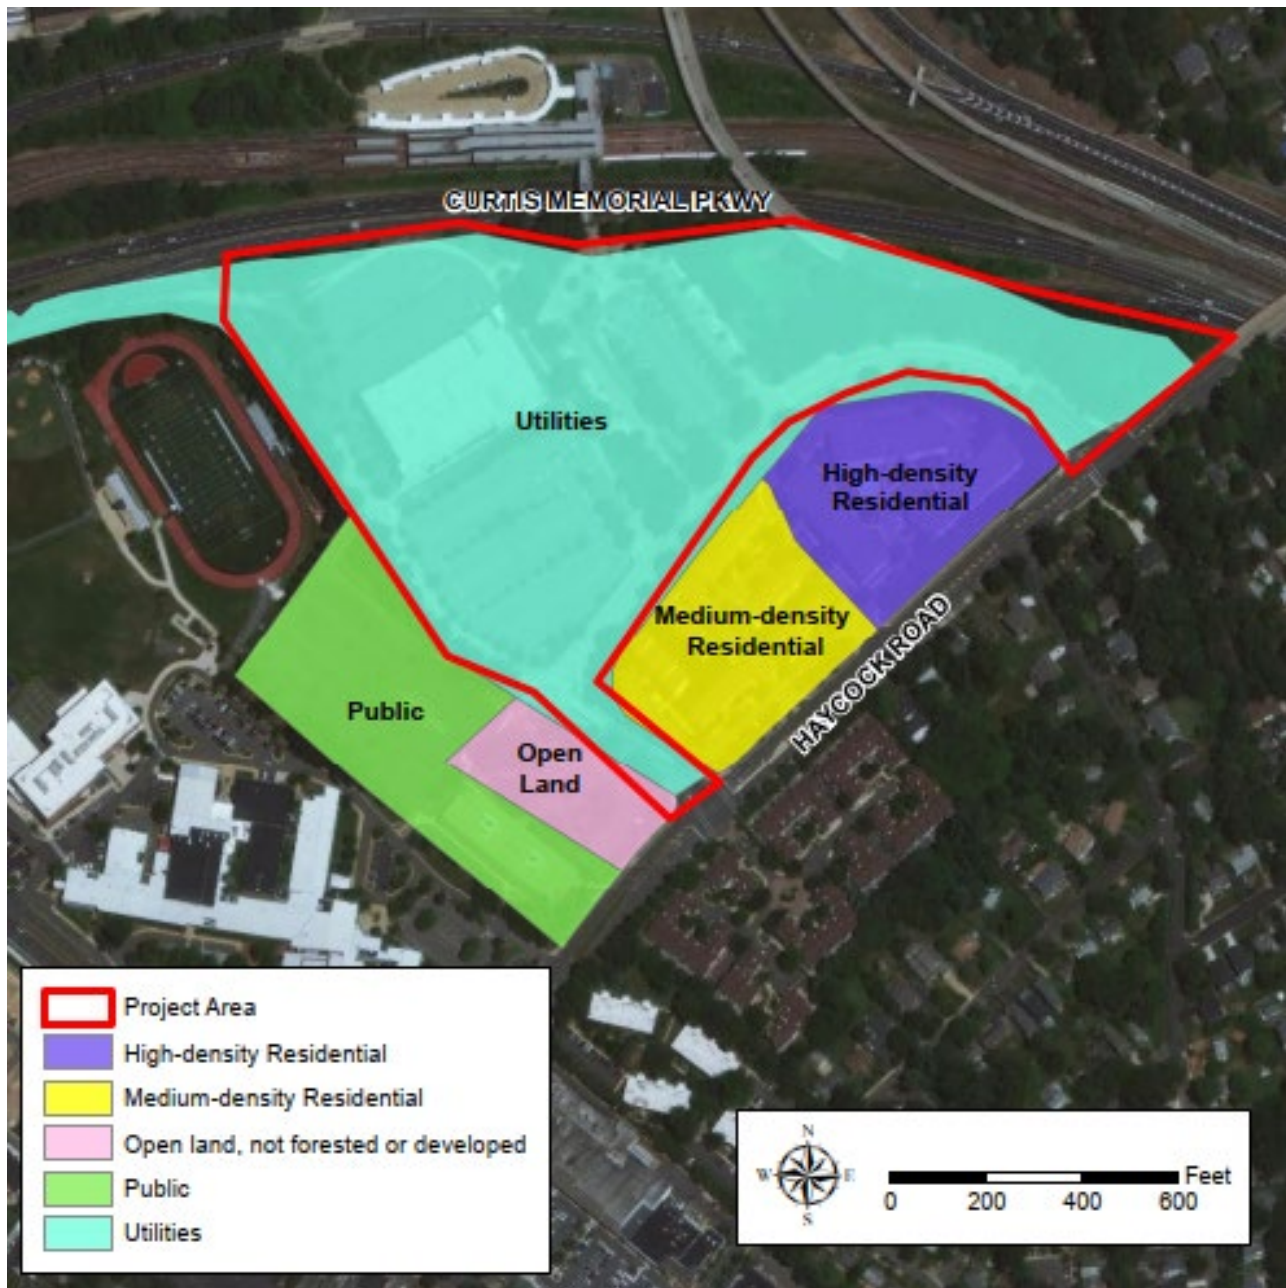 CURTIS MEMORIAL PKWY
Utilities
High-density
Residential
Medium-density
Residential
HAYCOCK ROAD
Public
Open
Land
Project Area
High-density Residential
Medium-density Residential
Open land, not forested or developed
Public
Utilities
N
W E
S
Feet
0 200 400 600